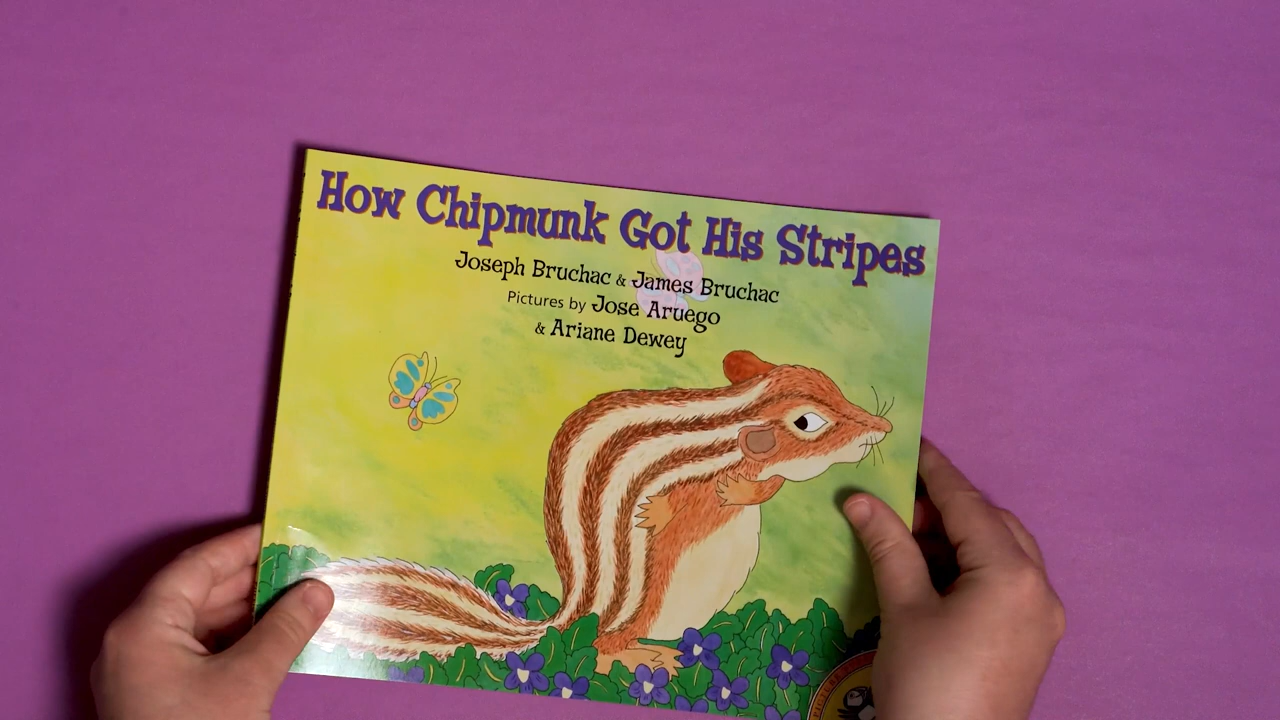 How Chipmunk Got His Stripes
Joseph Bruchac & James Bruchac
Pictures by Jose Aruego
& Ariane Dewey